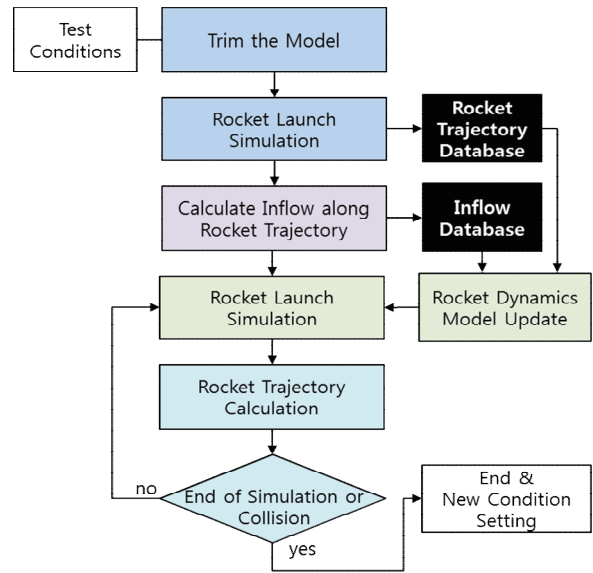 Test
Conditions
Trim the Model
Rocket Launch
Simulation
Rocket
Trajectory
Database
Calculate Inflow along
Rocket Trajectory
Inflow
Database
Rocket Launch
Simulation
Rocket Dynamics
Model Update
Rocket Trajectory
Calculation
End of Simulation or
Collision
no
yes
End &
New Condition
Setting